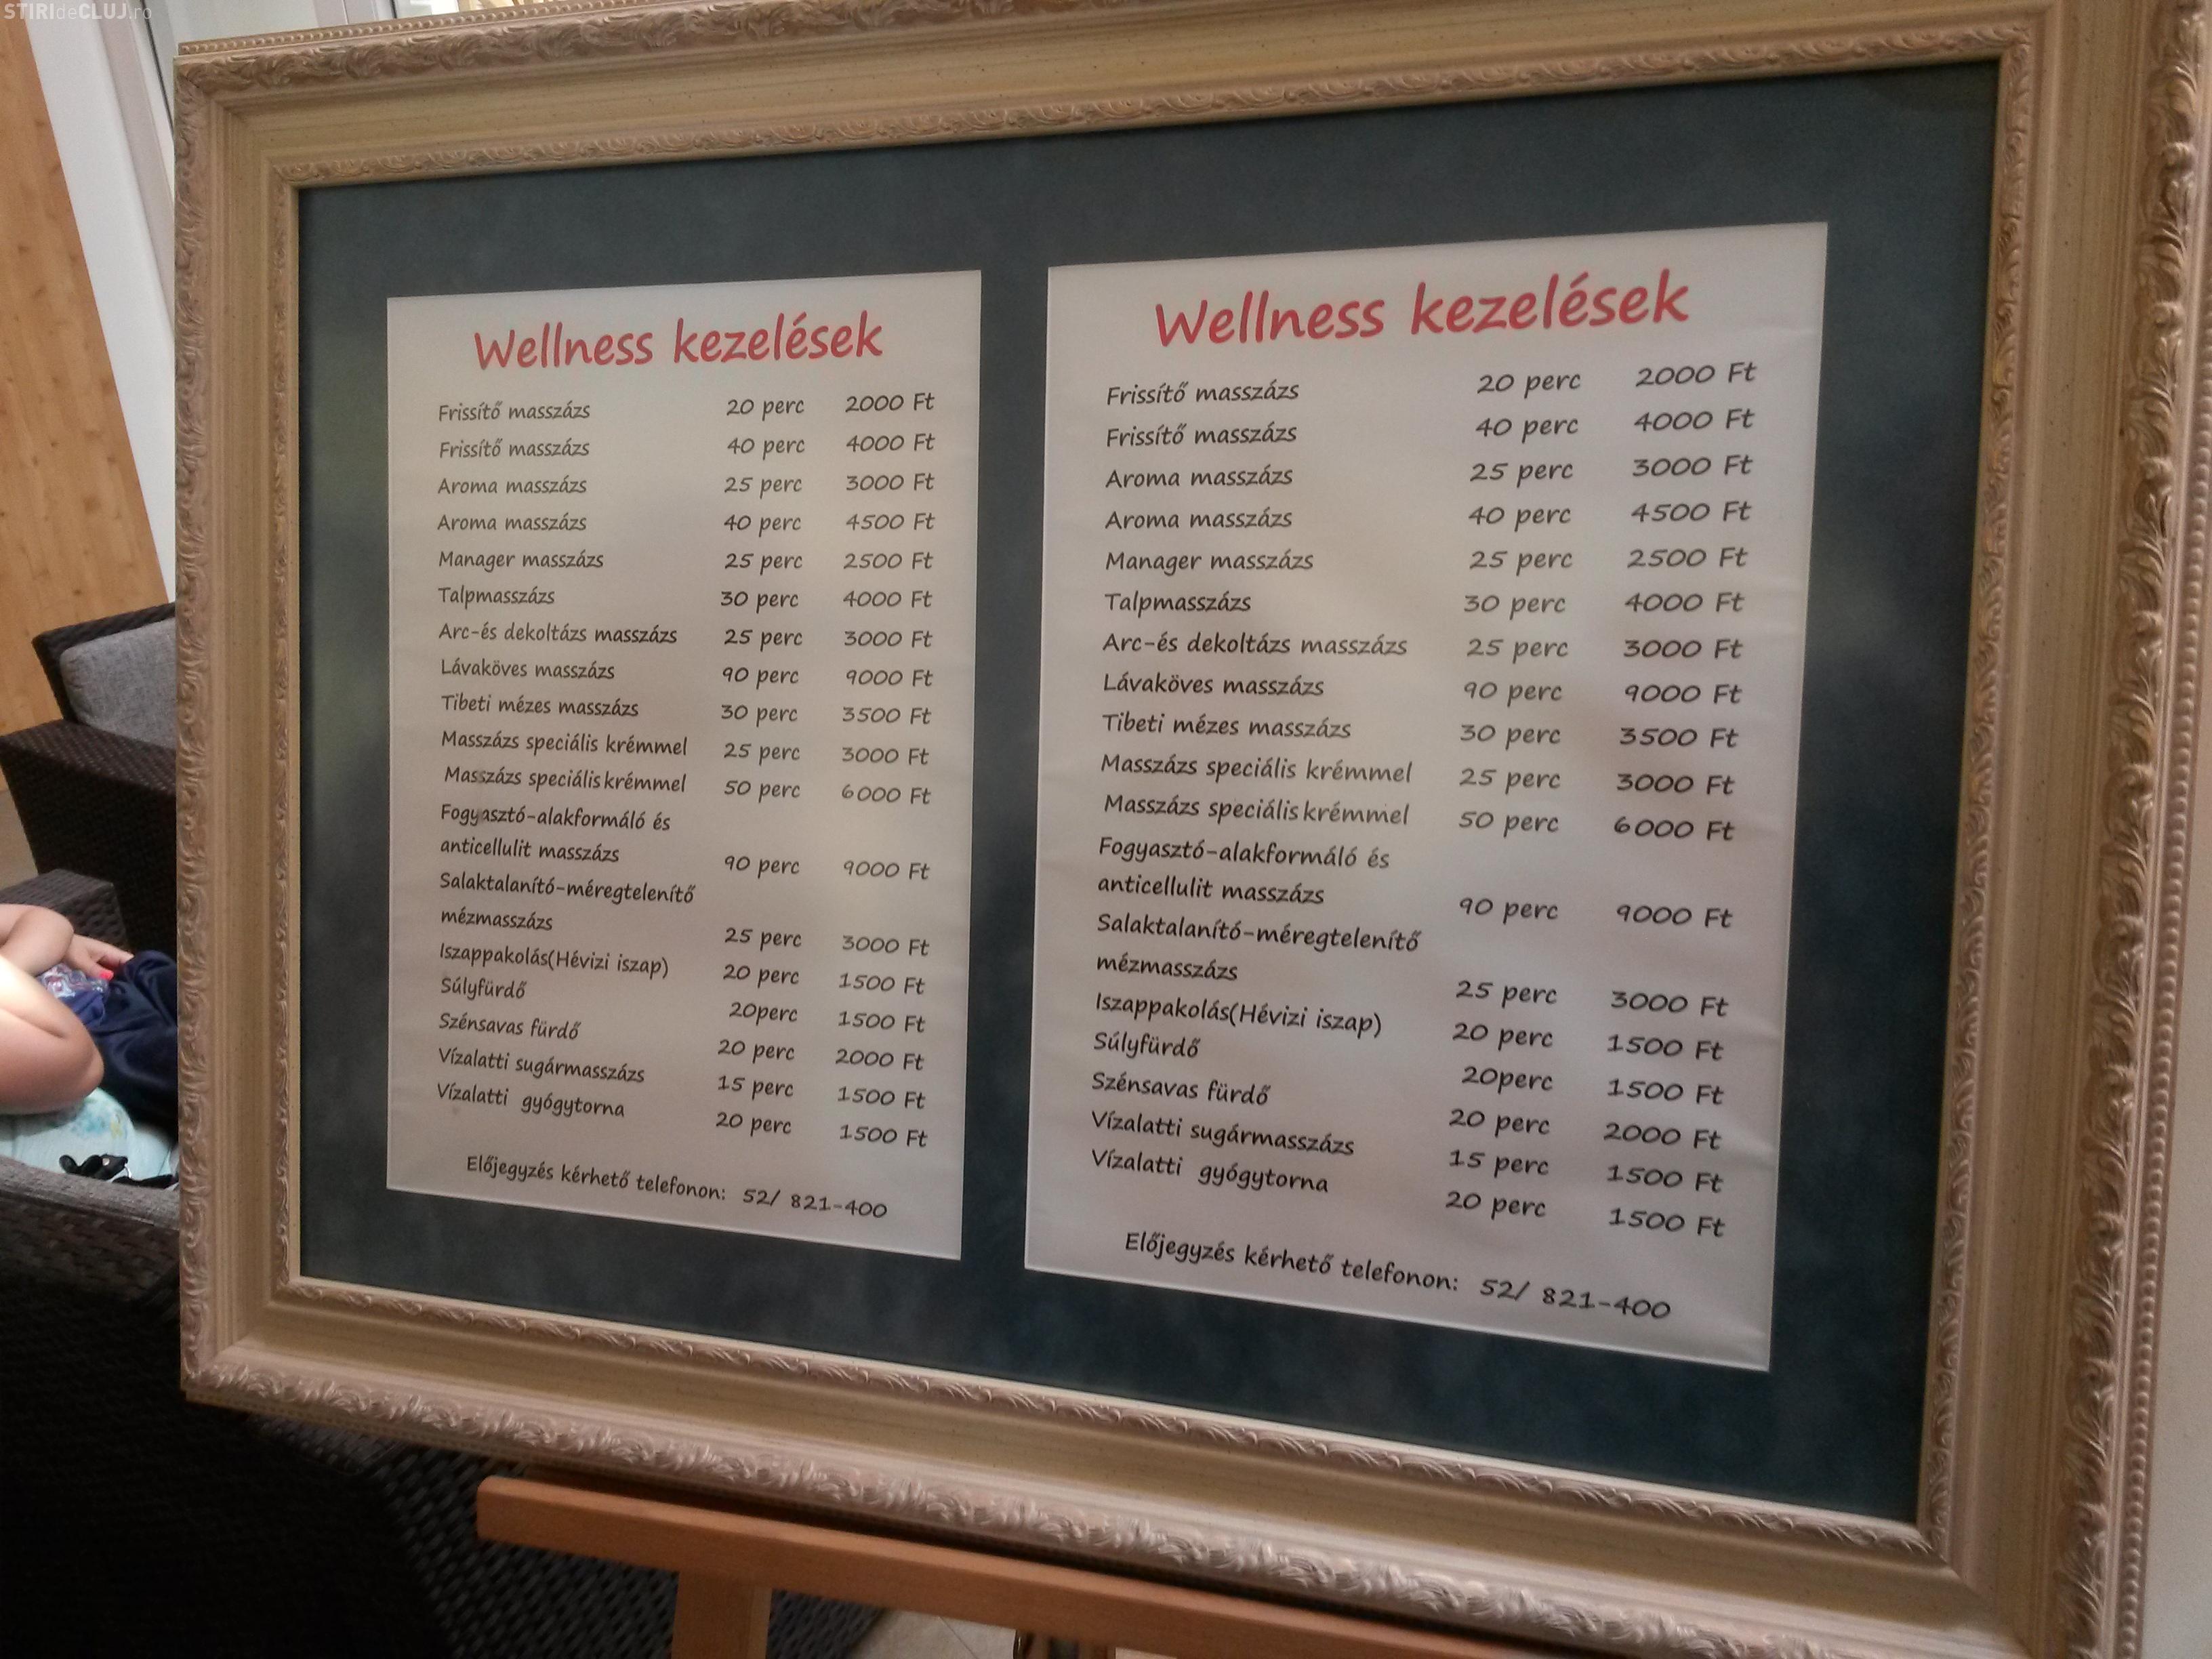 STIRIdeCLUJ.ro
Wellness kezelések
Frissítő masszázs 20 perc 2000 Ft
Frissítő masszázs 40 perc 4000 Ft
Aroma masszázs 25 perc 3000 Ft
Aroma masszázs 40 perc 4500 Ft
Manager masszázs 25 perc 2500 Ft
Talpmasszázs 30 perc 4000 Ft
Arc-és dekoltázs masszázs 25 perc 3000 Ft
Lávaköves masszázs 90 perc 9000 Ft
Tibeti mézes masszázs 30 perc 3500 Ft
Masszázs speciális krémmel 25 perc 3000 Ft
Masszázs speciális krémmel 50 perc 6000 Ft
Fogyasztó-alakformáló és
anticellulit masszázs 90 perc 9000 Ft
Salaktalanító-méregtelenítő
mézmasszázs 25 perc 3000 Ft
Iszappakolás(Hévizi iszap) 20 perc 1500 Ft
Súlyfürdő 20perc 1500 Ft
Szénsavas fürdő 20 perc 2000 Ft
Vízalatti sugármasszázs 15 perc 1500 Ft
Vízalatti gyógytorna 20 perc 1500 Ft
Előjegyzés kérhető telefonon: 52/ 821-400
Wellness kezelések
Frissítő masszázs 20 perc 2000 Ft
Frissítő masszázs 40 perc 4000 Ft
Aroma masszázs 25 perc 3000 Ft
Aroma masszázs 40 perc 4500 Ft
Manager masszázs 25 perc 2500 Ft
Talpmasszázs 30 perc 4000 Ft
Arc-és dekoltázs masszázs 25 perc 3000 Ft
Lávaköves masszázs 90 perc 9000 Ft
Tibeti mézes masszázs 30 perc 3500 Ft
Masszázs speciális krémmel 25 perc 3000 Ft
Masszázs speciális krémmel 50 perc 6000 Ft
Fogyasztó-alakformáló és
anticellulit masszázs 90 perc 9000 Ft
Salaktalanító-méregtelenítő
mézmasszázs 25 perc 3000 Ft
Iszappakolás(Hévizi iszap) 20 perc 1500 Ft
Súlyfürdő 20perc 1500 Ft
Szénsavas fürdő 20 perc 2000 Ft
Vízalatti sugármasszázs 15 perc 1500 Ft
Vízalatti gyógytorna 20 perc 1500 Ft
Előjegyzés kérhető telefonon: 52/ 821-400